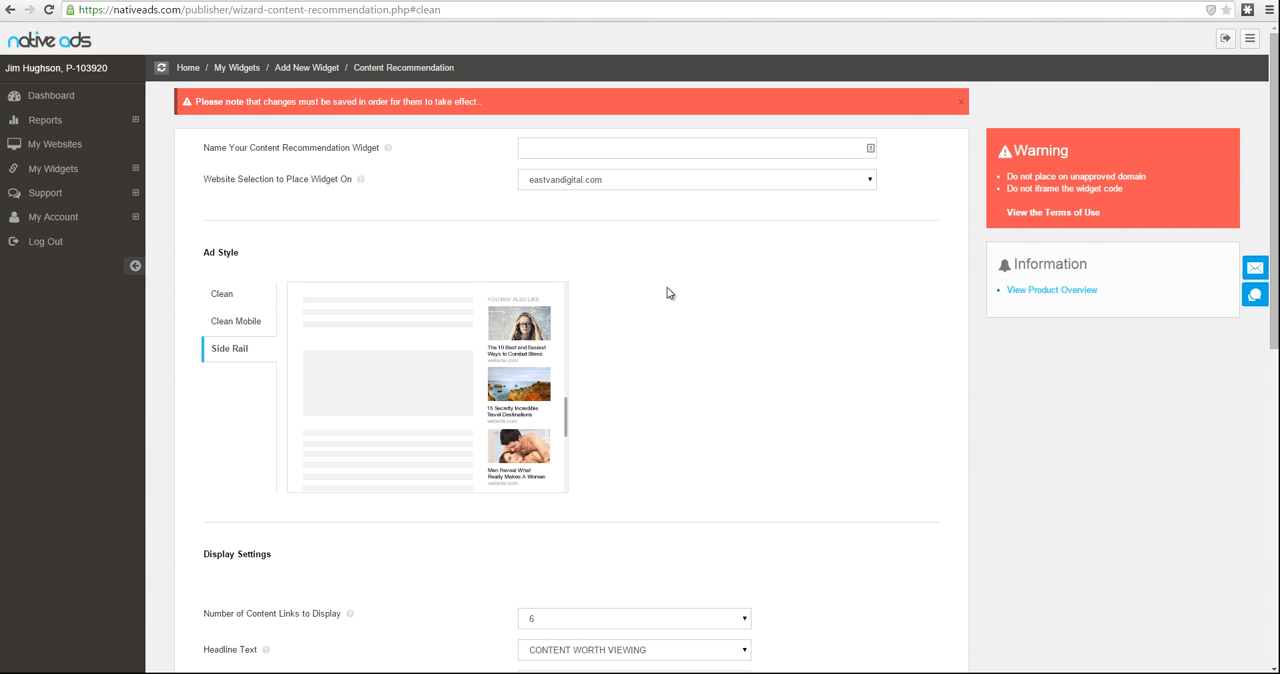 https://nativeads.com/publisher/wizard-content-recommendation.php#clean
native ads
Jim Hughson, P-103920
Home / My Widgets / Add New Widget / Content Recommendation
Dashboard
Reports
My Websites
My Widgets
Support
My Account
Log Out
Please note that changes must be saved in order for them to take effect..
Name Your Content Recommendation Widget
Website Selection to Place Widget On
eastvandigital.com
Ad Style
Clean
Clean Mobile
Side Rail
YOU MAY ALSO LIKE
The 10 Best and Easiest
Ways to Combat Stress
website.com
15 Secretly Incredible
Travel Destinations
website.com
Men Reveal What
Really Makes A Woman
website.com
Display Settings
Number of Content Links to Display
6
Headline Text
CONTENT WORTH VIEWING
Warning
Do not place on unapproved domain
Do not iframe the widget code
View the Terms of Use
Information
View Product Overview